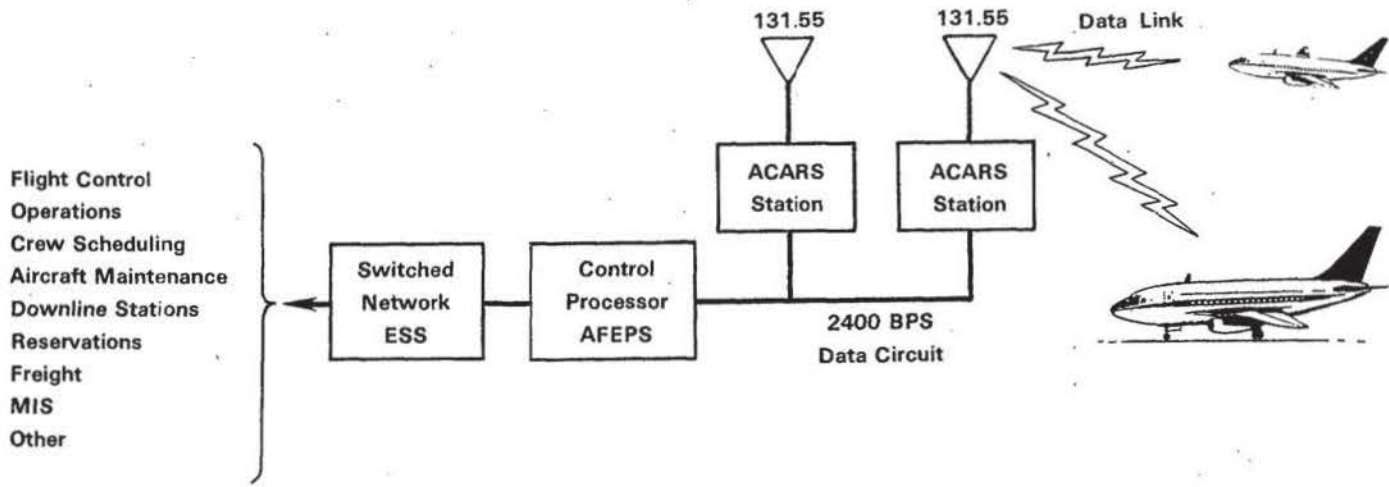 131.55
131.55
Data Link
ACARS
Station
ACARS
Station
Flight Control
Operations
Crew Scheduling
Aircraft Maintenance
Downline Stations
Reservations
Freight
MIS
Other
Switched
Network
ESS
Control
Processor
AFEPS
2400 BPS
Data Circuit